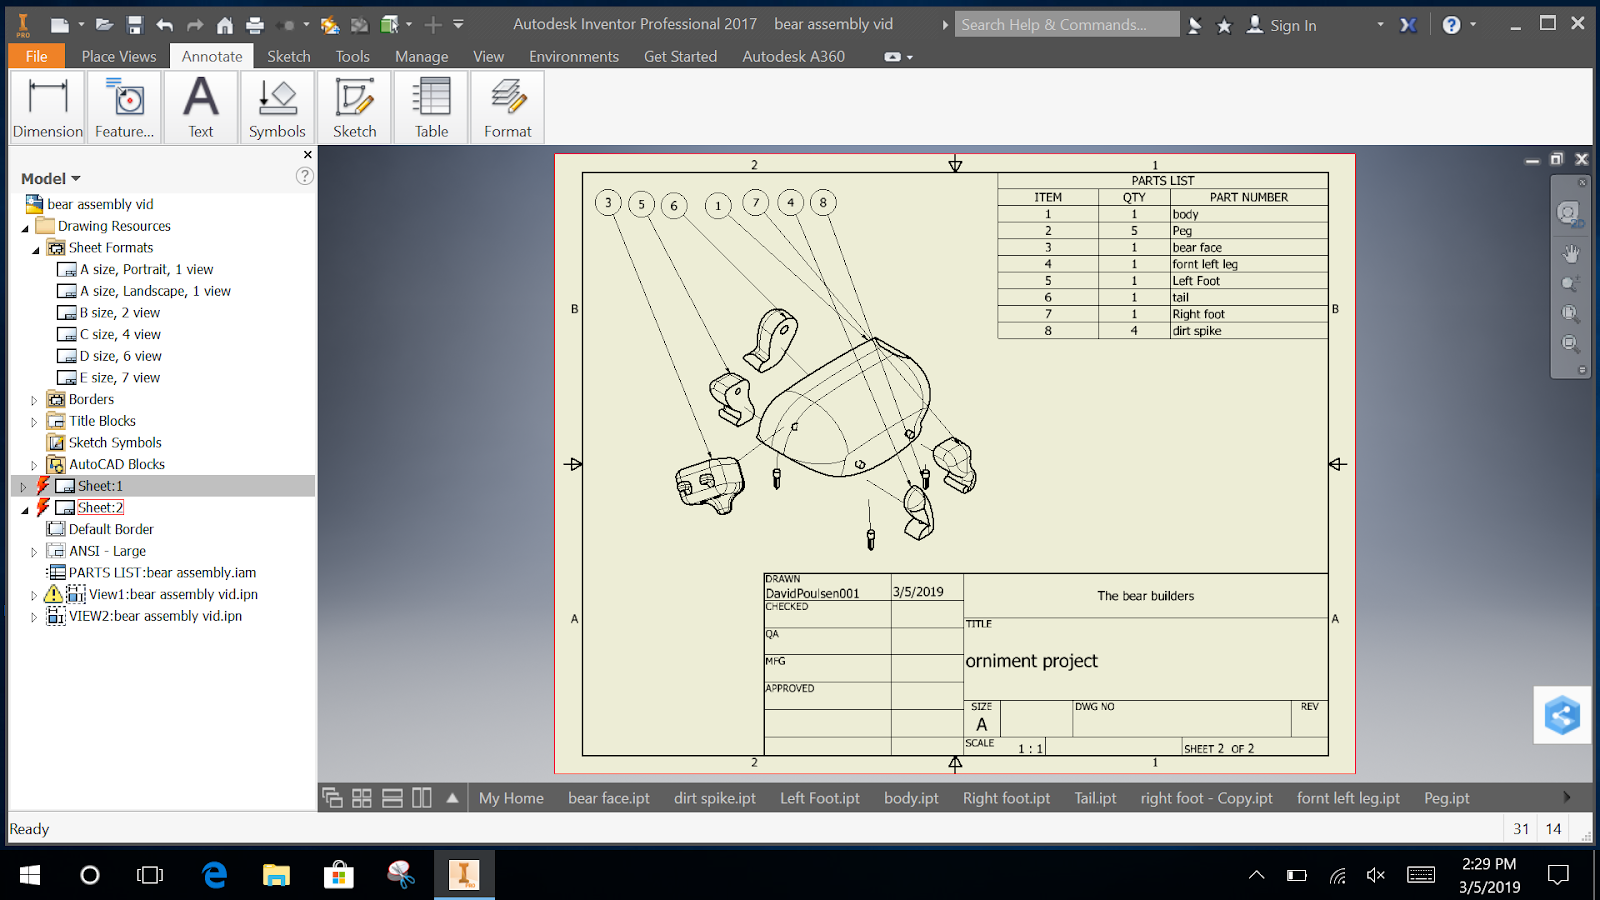 Autodesk Inventor Professional 2017 bear assembly vid
Search Help & Commands...
Sign In
PRO
File Place Views Annotate Sketch Tools Manage View Environments Get Started Autodesk A360
Dimension Feature... Text Symbols Sketch Table Format
Model
bear assembly vid
Drawing Resources
Sheet Formats
A size, Portrait, 1 view
A size, Landscape, 1 view
B size, 2 view
C size, 4 view
D size, 6 view
E size, 7 view
Borders
Title Blocks
Sketch Symbols
AutoCAD Blocks
Sheet:1
Sheet:2
Default Border
ANSI - Large
PARTS LIST:bear assembly.iam
View1:bear assembly vid.ipn
VIEW2:bear assembly vid.ipn
2 1
3 5 6 1 7 4 8
PARTS LIST
ITEM QTY PART NUMBER
1 1 body
2 5 Peg
3 1 bear face
4 1 fornt left leg
5 1 Left Foot
6 1 tail
7 1 Right foot
8 4 dirt spike
B B
A A
DRAWN
DavidPoulsen001 3/5/2019
CHECKED
QA
MFG
APPROVED
The bear builders
TITLE
orniment project
SIZE
A
DWG NO
REV
SCALE
1 : 1
SHEET 2 OF 2
2 1
2D
My Home bear face.ipt dirt spike.ipt Left Foot.ipt body.ipt Right foot.ipt Tail.ipt right foot - Copy.ipt fornt left leg.ipt Peg.ipt
Ready
31 14
PRO
2:29 PM
3/5/2019